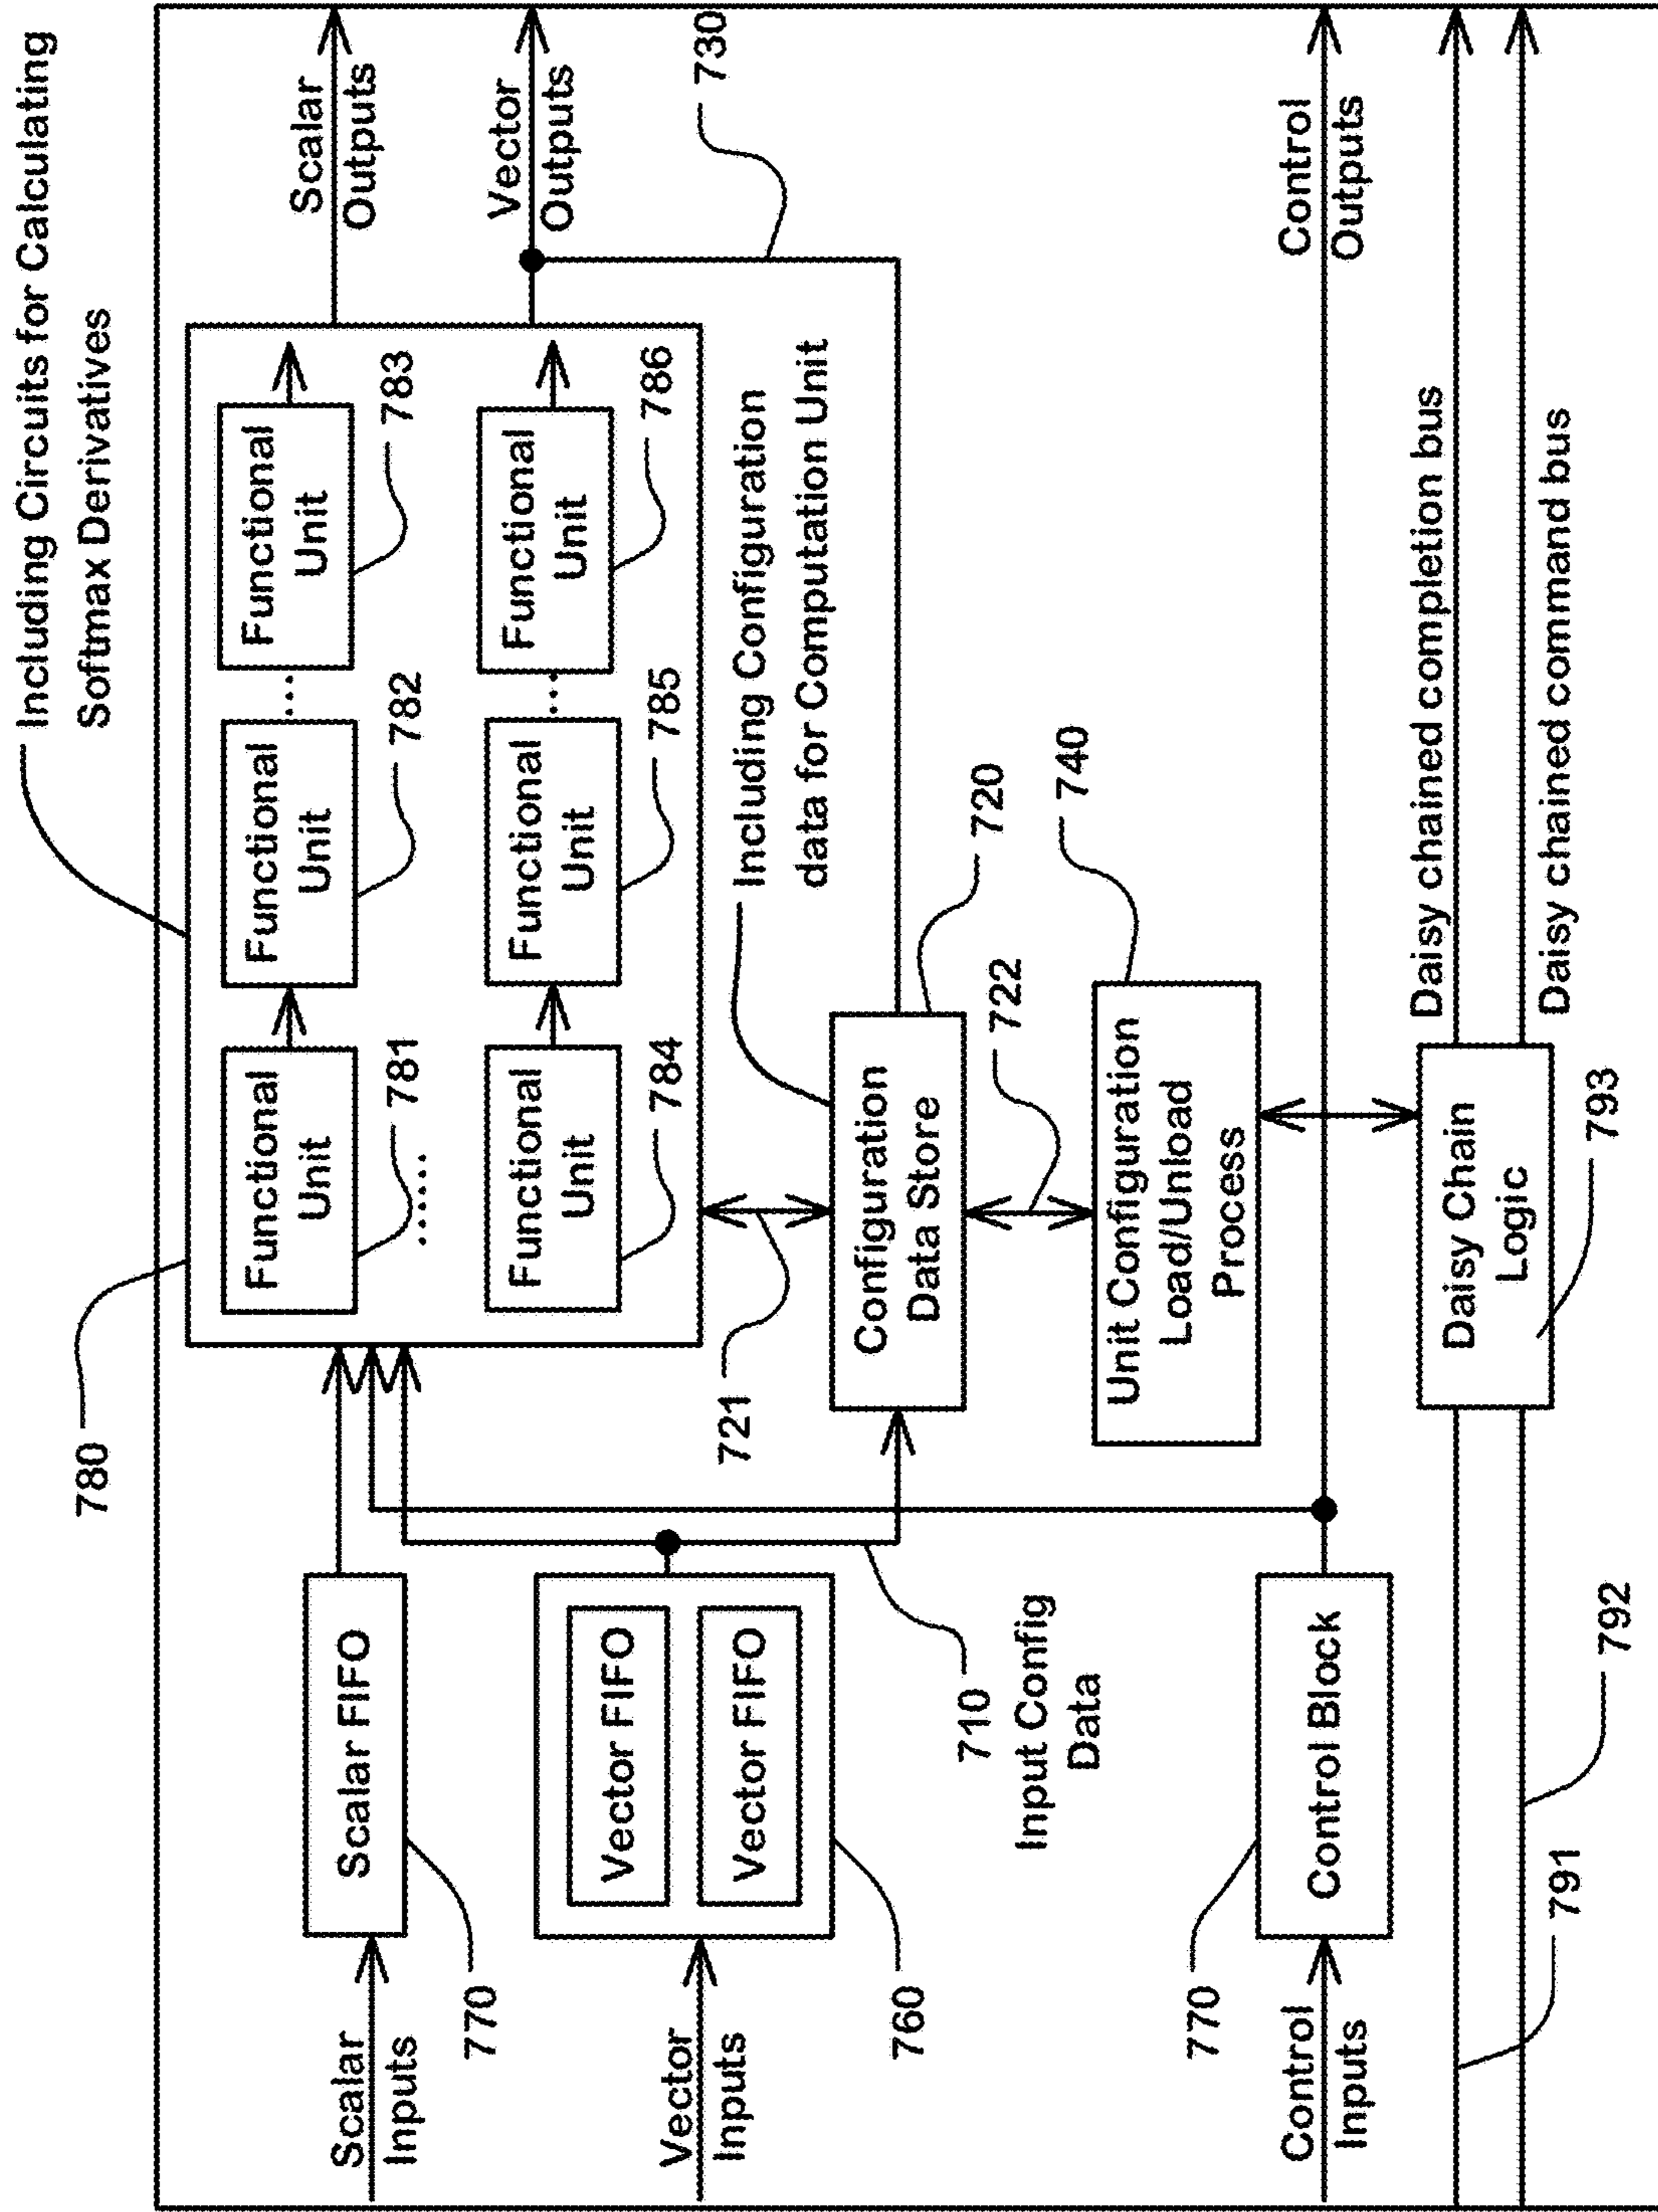 Including Circuits for Calculating
Softmax Derivatives
780
Scalar
Inputs
Scalar FIFO
770
Functional
Unit
781
......
Functional
Unit
782
...
Functional
Unit
783
Scalar
Outputs
Vector
Inputs
Vector FIFO
Vector FIFO
760
Functional
Unit
784
Functional
Unit
785
...
Functional
Unit
786
Vector
Outputs
730
710
Input Config
Data
721
Configuration
Data Store
Including Configuration
data for Computation Unit
720
722
Unit Configuration
Load/Unload
Process
740
770
Control
Inputs
Control Block
Control
Outputs
791
792
Daisy Chain
Logic
793
Daisy chained completion bus
Daisy chained command bus